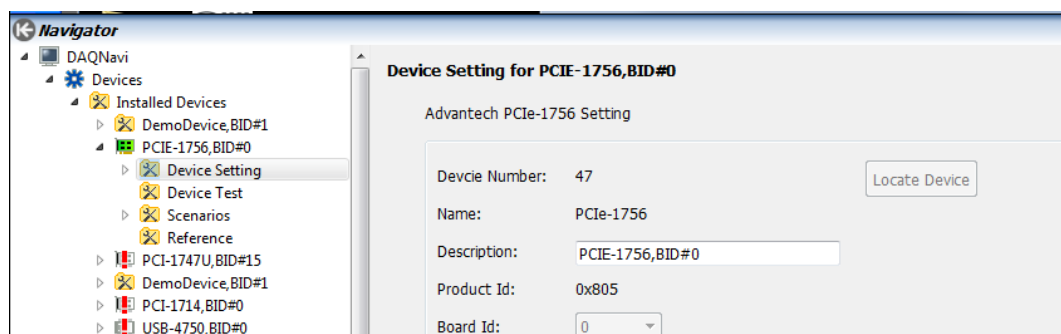 Navigator
DAQNavi
Devices
Installed Devices
DemoDevice,BID#1
PCIE-1756,BID#0
Device Setting
Device Test
Scenarios
Reference
PCI-1747U,BID#15
DemoDevice,BID#1
PCI-1714,BID#0
USB-4750,BID#0
Device Setting for PCIE-1756,BID#0
Advantech PCIe-1756 Setting
Devcie Number: 47
Locate Device
Name: PCIe-1756
Description: PCIE-1756,BID#0
Product Id: 0x805
Board Id: 0